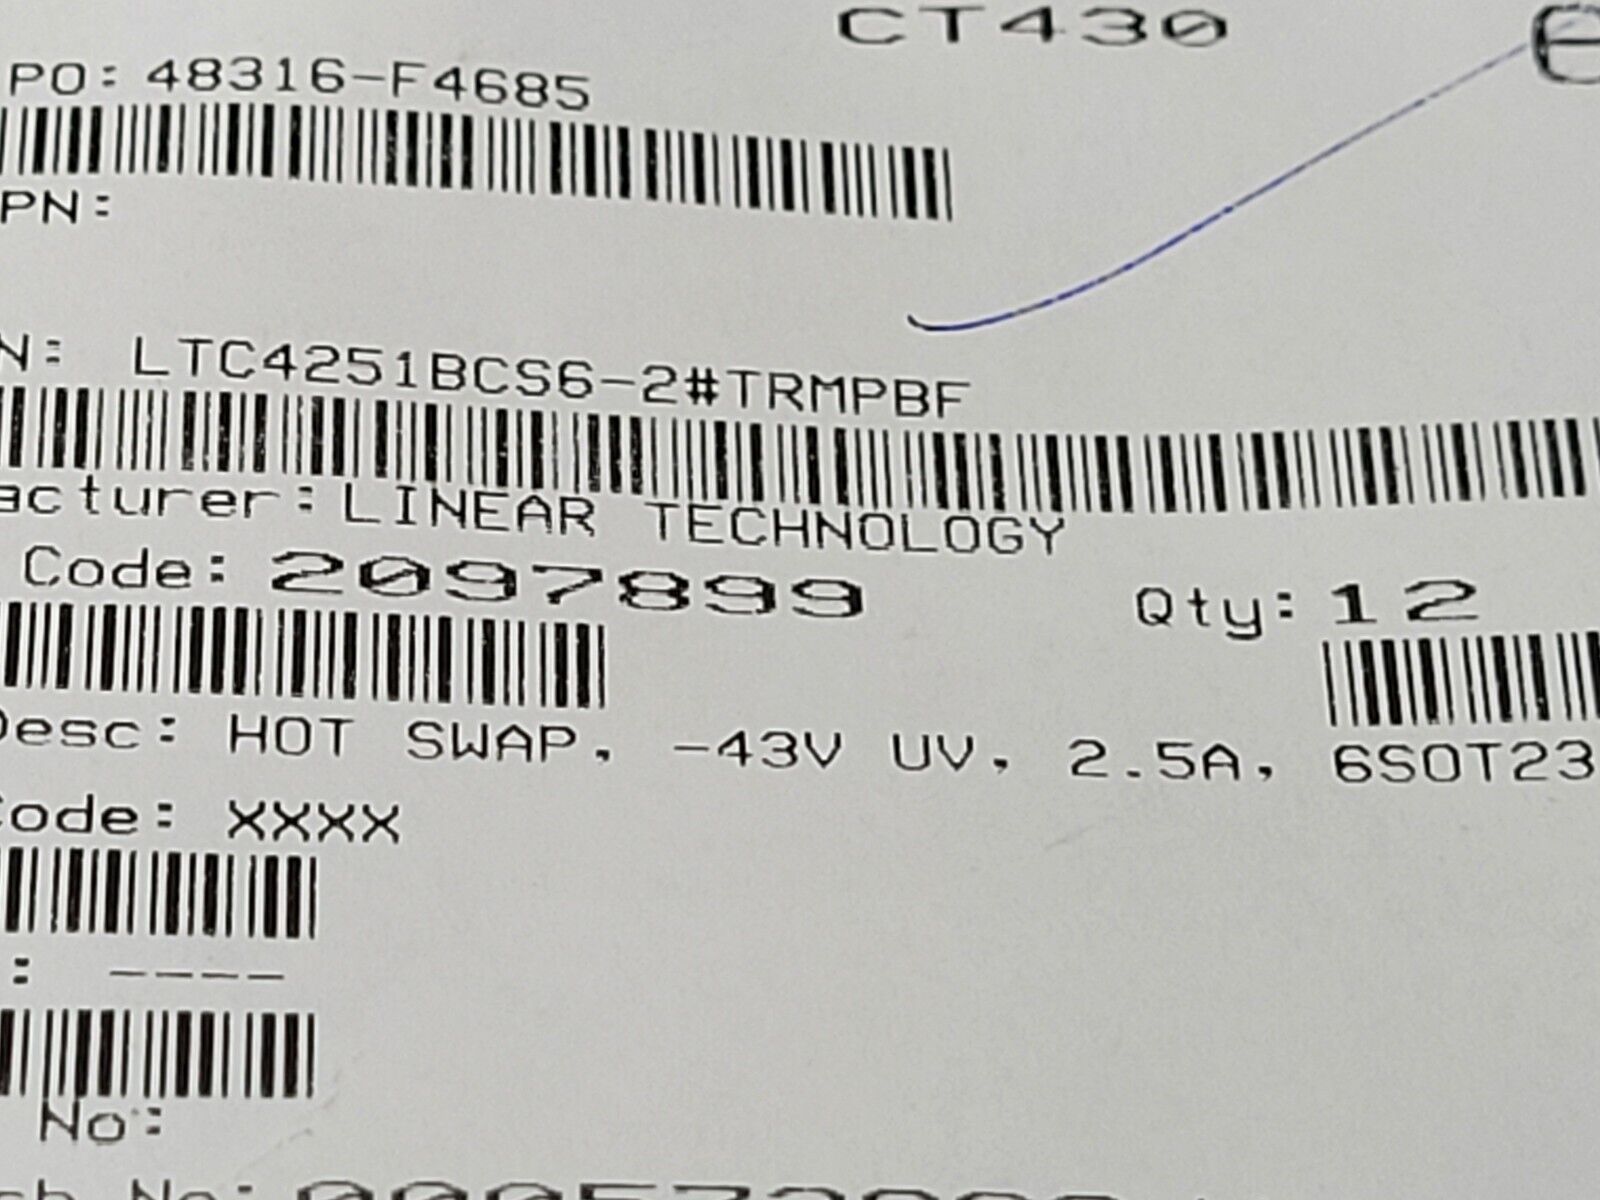 CT430
PO: 48316-F4685
PN:
N: LTC4251BCS6-2#TRMPBF
acturer: LINEAR TECHNOLOGY
Code: 2097899 Qty: 12
Desc: HOT SWAP, -43V UV, 2.5A, 6SOT23
Code: XXXX
: ----
No:
No: